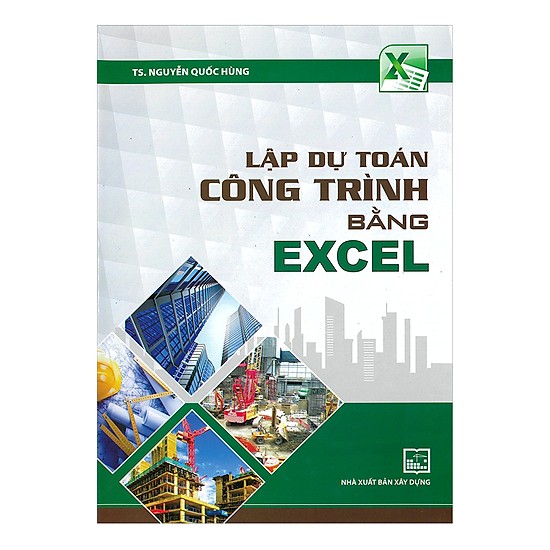 TS. NGUYỄN QUỐC HÙNG
LẬP DỰ TOÁN
CÔNG TRÌNH
BẰNG
EXCEL
NHÀ XUẤT BẢN XÂY DỰNG